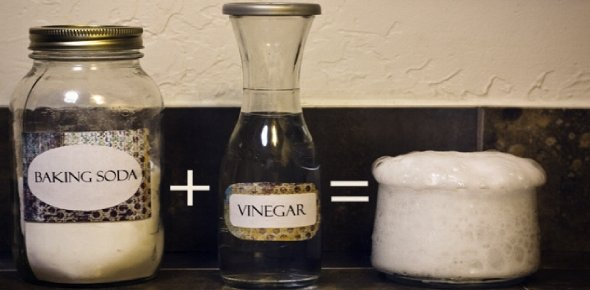 BAKING SODA
+
VINEGAR
=